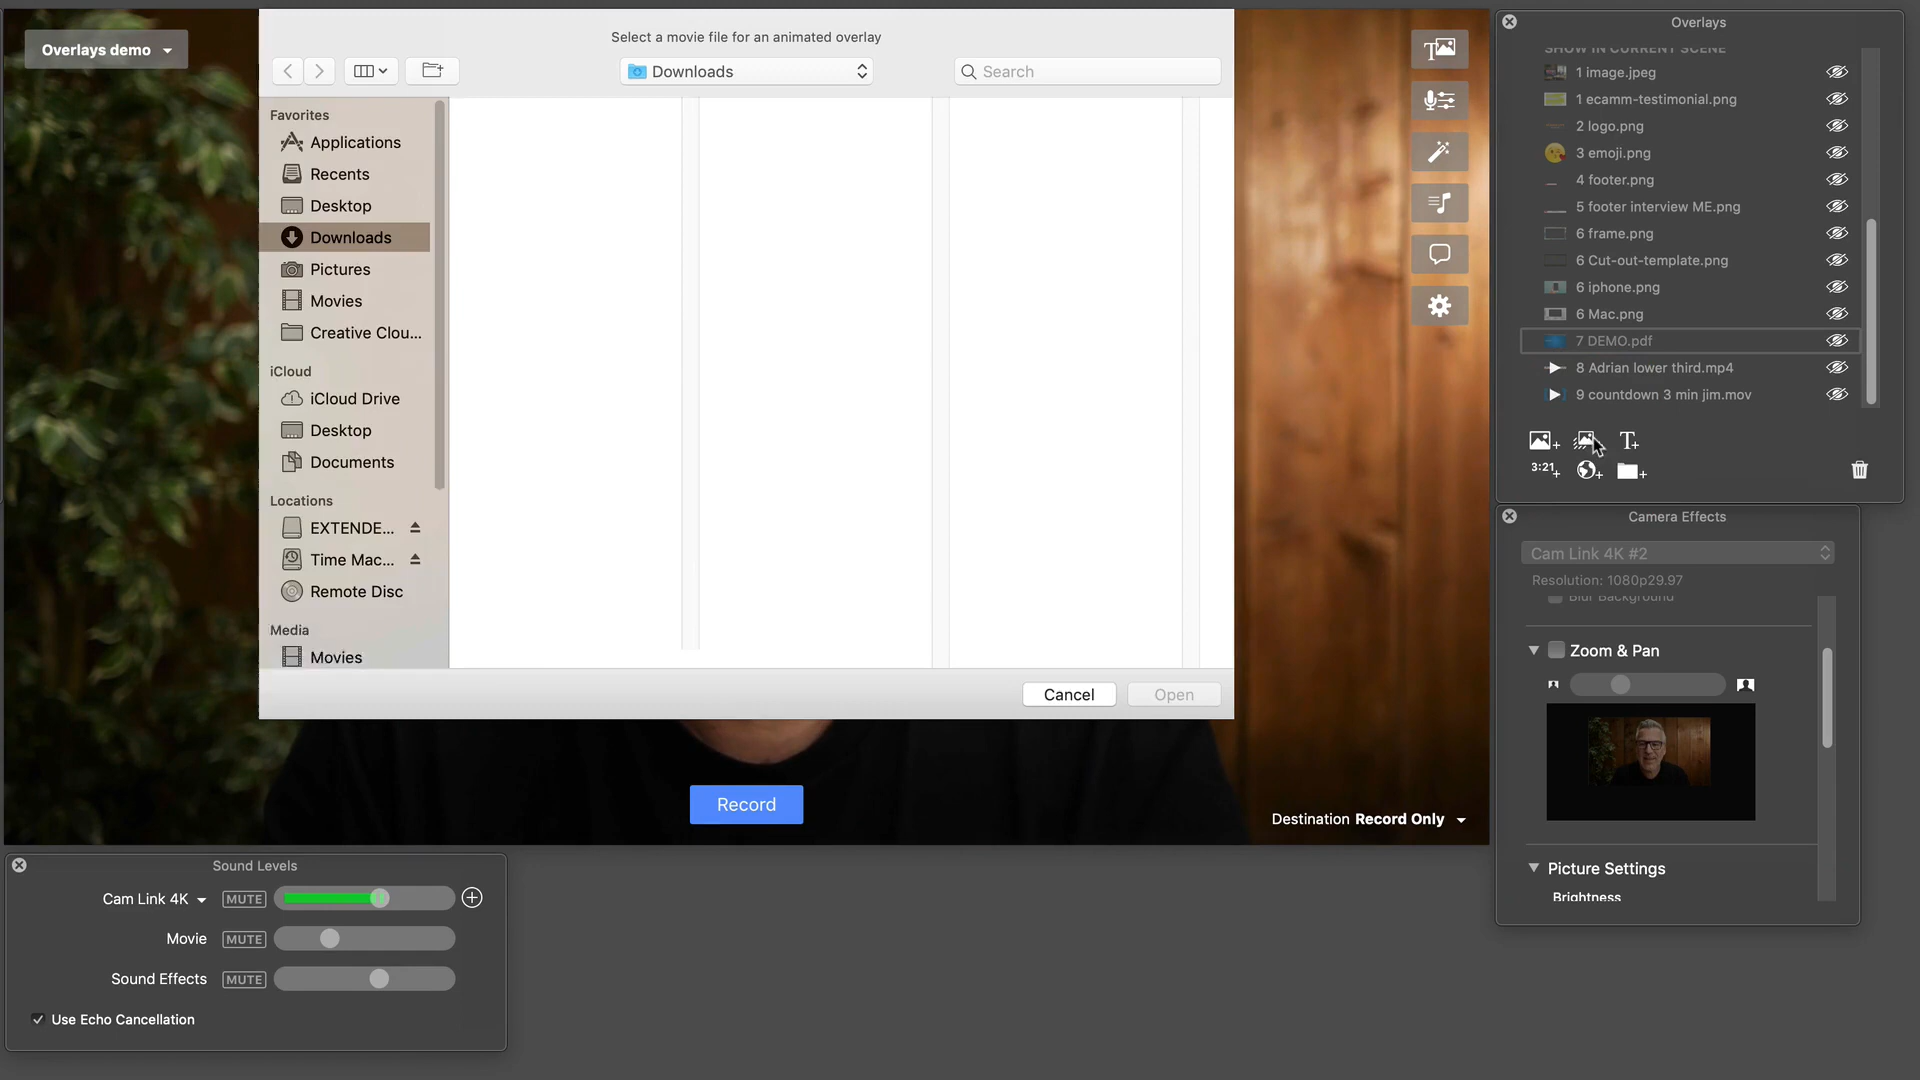 Overlays demo
Select a movie file for an animated overlay
Downloads
Search
Favorites
Applications
Recents
Desktop
Downloads
Pictures
Movies
Creative Clou...
iCloud
iCloud Drive
Desktop
Documents
Locations
EXTENDE...
Time Mac...
Remote Disc
Media
Movies
Cancel
Open
Record
Destination Record Only
Overlays
SHOW IN CURRENT SCENE
1 image.jpeg
1 ecamm-testimonial.png
2 logo.png
3 emoji.png
4 footer.png
5 footer interview ME.png
6 frame.png
6 Cut-out-template.png
6 iphone.png
6 Mac.png
7 DEMO.pdf
8 Adrian lower third.mp4
9 countdown 3 min jim.mov
T+
3:21+
Camera Effects
Cam Link 4K #2
Resolution: 1080p29.97
Blur Background
Zoom & Pan
Picture Settings
Brightness
Sound Levels
Cam Link 4K
MUTE
Movie
MUTE
Sound Effects
MUTE
Use Echo Cancellation